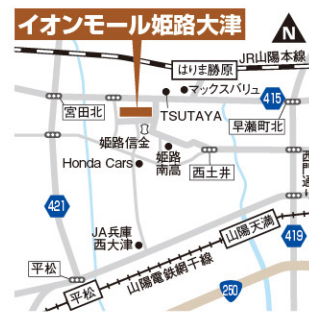 イオンモール姫路大津
N
JR山陽本線
はりま勝原
マックスバリュ
415
宮田北
TSUTAYA
早瀬町北
姫路信金
姫路
南高
Honda Cars
西土井
421
JA兵庫
西大津
山陽天満
419
平松
山陽電鉄網干線
平松
250